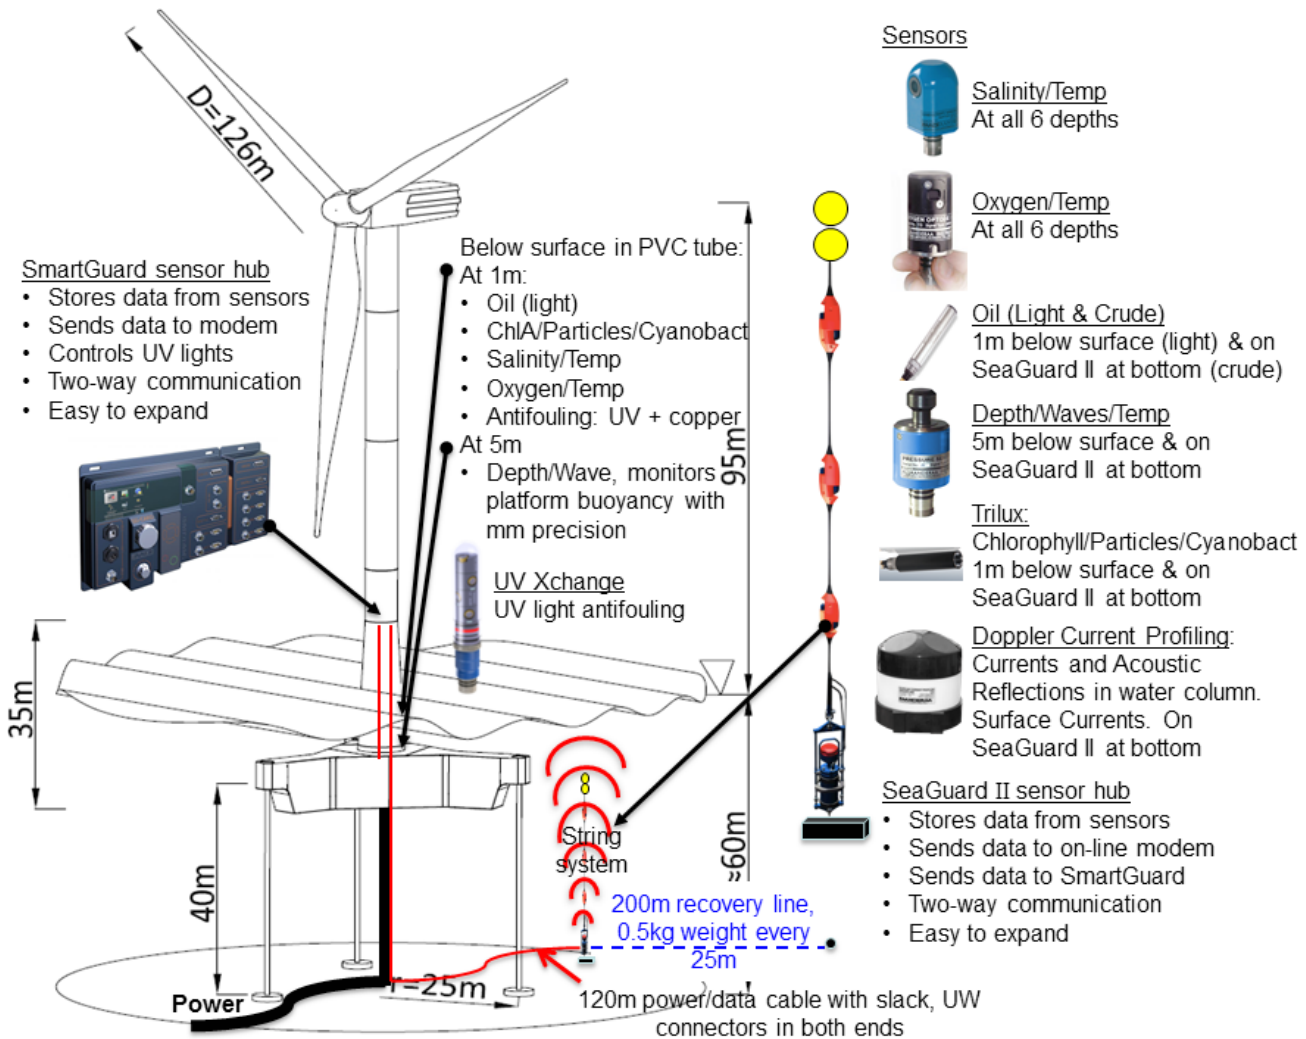 D=126m
SmartGuard sensor hub
• Stores data from sensors
• Sends data to modem
• Controls UV lights
• Two-way communication
• Easy to expand
Below surface in PVC tube:
At 1m:
• Oil (light)
• ChlA/Particles/Cyanobact
• Salinity/Temp
• Oxygen/Temp
• Antifouling: UV + copper
At 5m
• Depth/Wave, monitors
platform buoyancy with
mm precision
UV Xchange
UV light antifouling
95m
35m
40m
≈60m
r=25m
Power
String
system
200m recovery line,
0.5kg weight every
25m
120m power/data cable with slack, UW
connectors in both ends
Sensors
Salinity/Temp
At all 6 depths
Oxygen/Temp
At all 6 depths
Oil (Light & Crude)
1m below surface (light) & on
SeaGuard II at bottom (crude)
Depth/Waves/Temp
5m below surface & on
SeaGuard II at bottom
Trilux:
Chlorophyll/Particles/Cyanobact
1m below surface & on
SeaGuard II at bottom
Doppler Current Profiling:
Currents and Acoustic
Reflections in water column.
Surface Currents. On
SeaGuard II at bottom
SeaGuard II sensor hub
• Stores data from sensors
• Sends data to on-line modem
• Sends data to SmartGuard
• Two-way communication
• Easy to expand